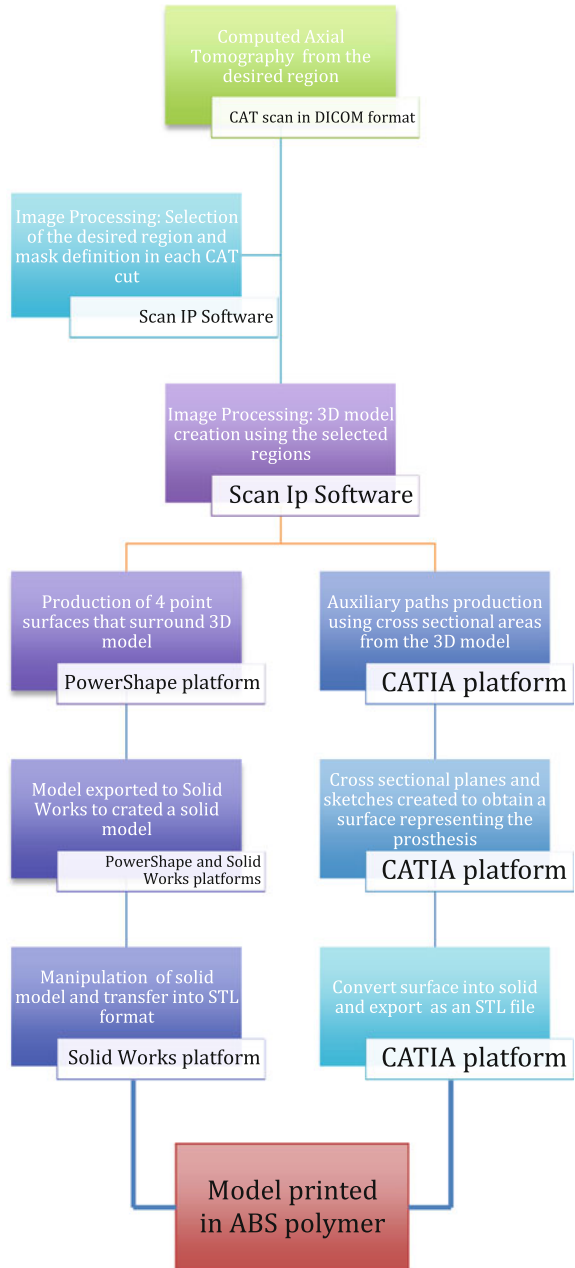 Computed Axial
Tomography from the
desired region
CAT scan in DICOM format
Image Processing: Selection
of the desired region and
mask definition in each CAT
cut
Scan IP Software
Image Processing: 3D model
creation using the selected
regions
Scan Ip Software
Production of 4 point
surfaces that surround 3D
model
PowerShape platform
Auxiliary paths production
using cross sectional areas
from the 3D model
CATIA platform
Model exported to Solid
Works to crated a solid
model
PowerShape and Solid
Works platforms
Cross sectional planes and
sketches created to obtain a
surface representing the
prosthesis
CATIA platform
Manipulation of solid
model and transfer into STL
format
Solid Works platform
Convert surface into solid
and export as an STL file
CATIA platform
Model printed
in ABS polymer